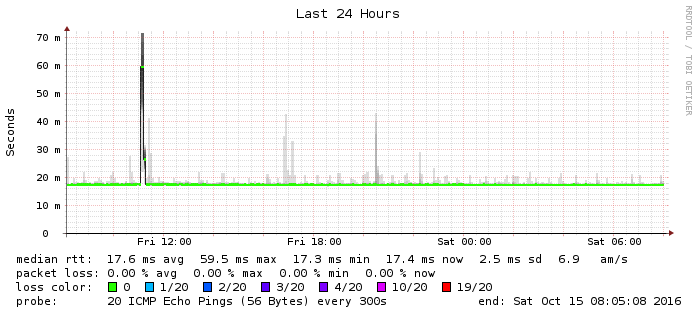 Last 24 Hours
RRDTOOL / TOBI OETIKER
Seconds
70 m
60 m
50 m
40 m
30 m
20 m
10 m
0
Fri 12:00 Fri 18:00 Sat 00:00 Sat 06:00
median rtt: 17.6 ms avg 59.5 ms max 17.3 ms min 17.4 ms now 2.5 ms sd 6.9 am/s
packet loss: 0.00 % avg 0.00 % max 0.00 % min 0.00 % now
loss color: 0 1/20 2/20 3/20 4/20 10/20 19/20
probe: 20 ICMP Echo Pings (56 Bytes) every 300s end: Sat Oct 15 08:05:08 2016